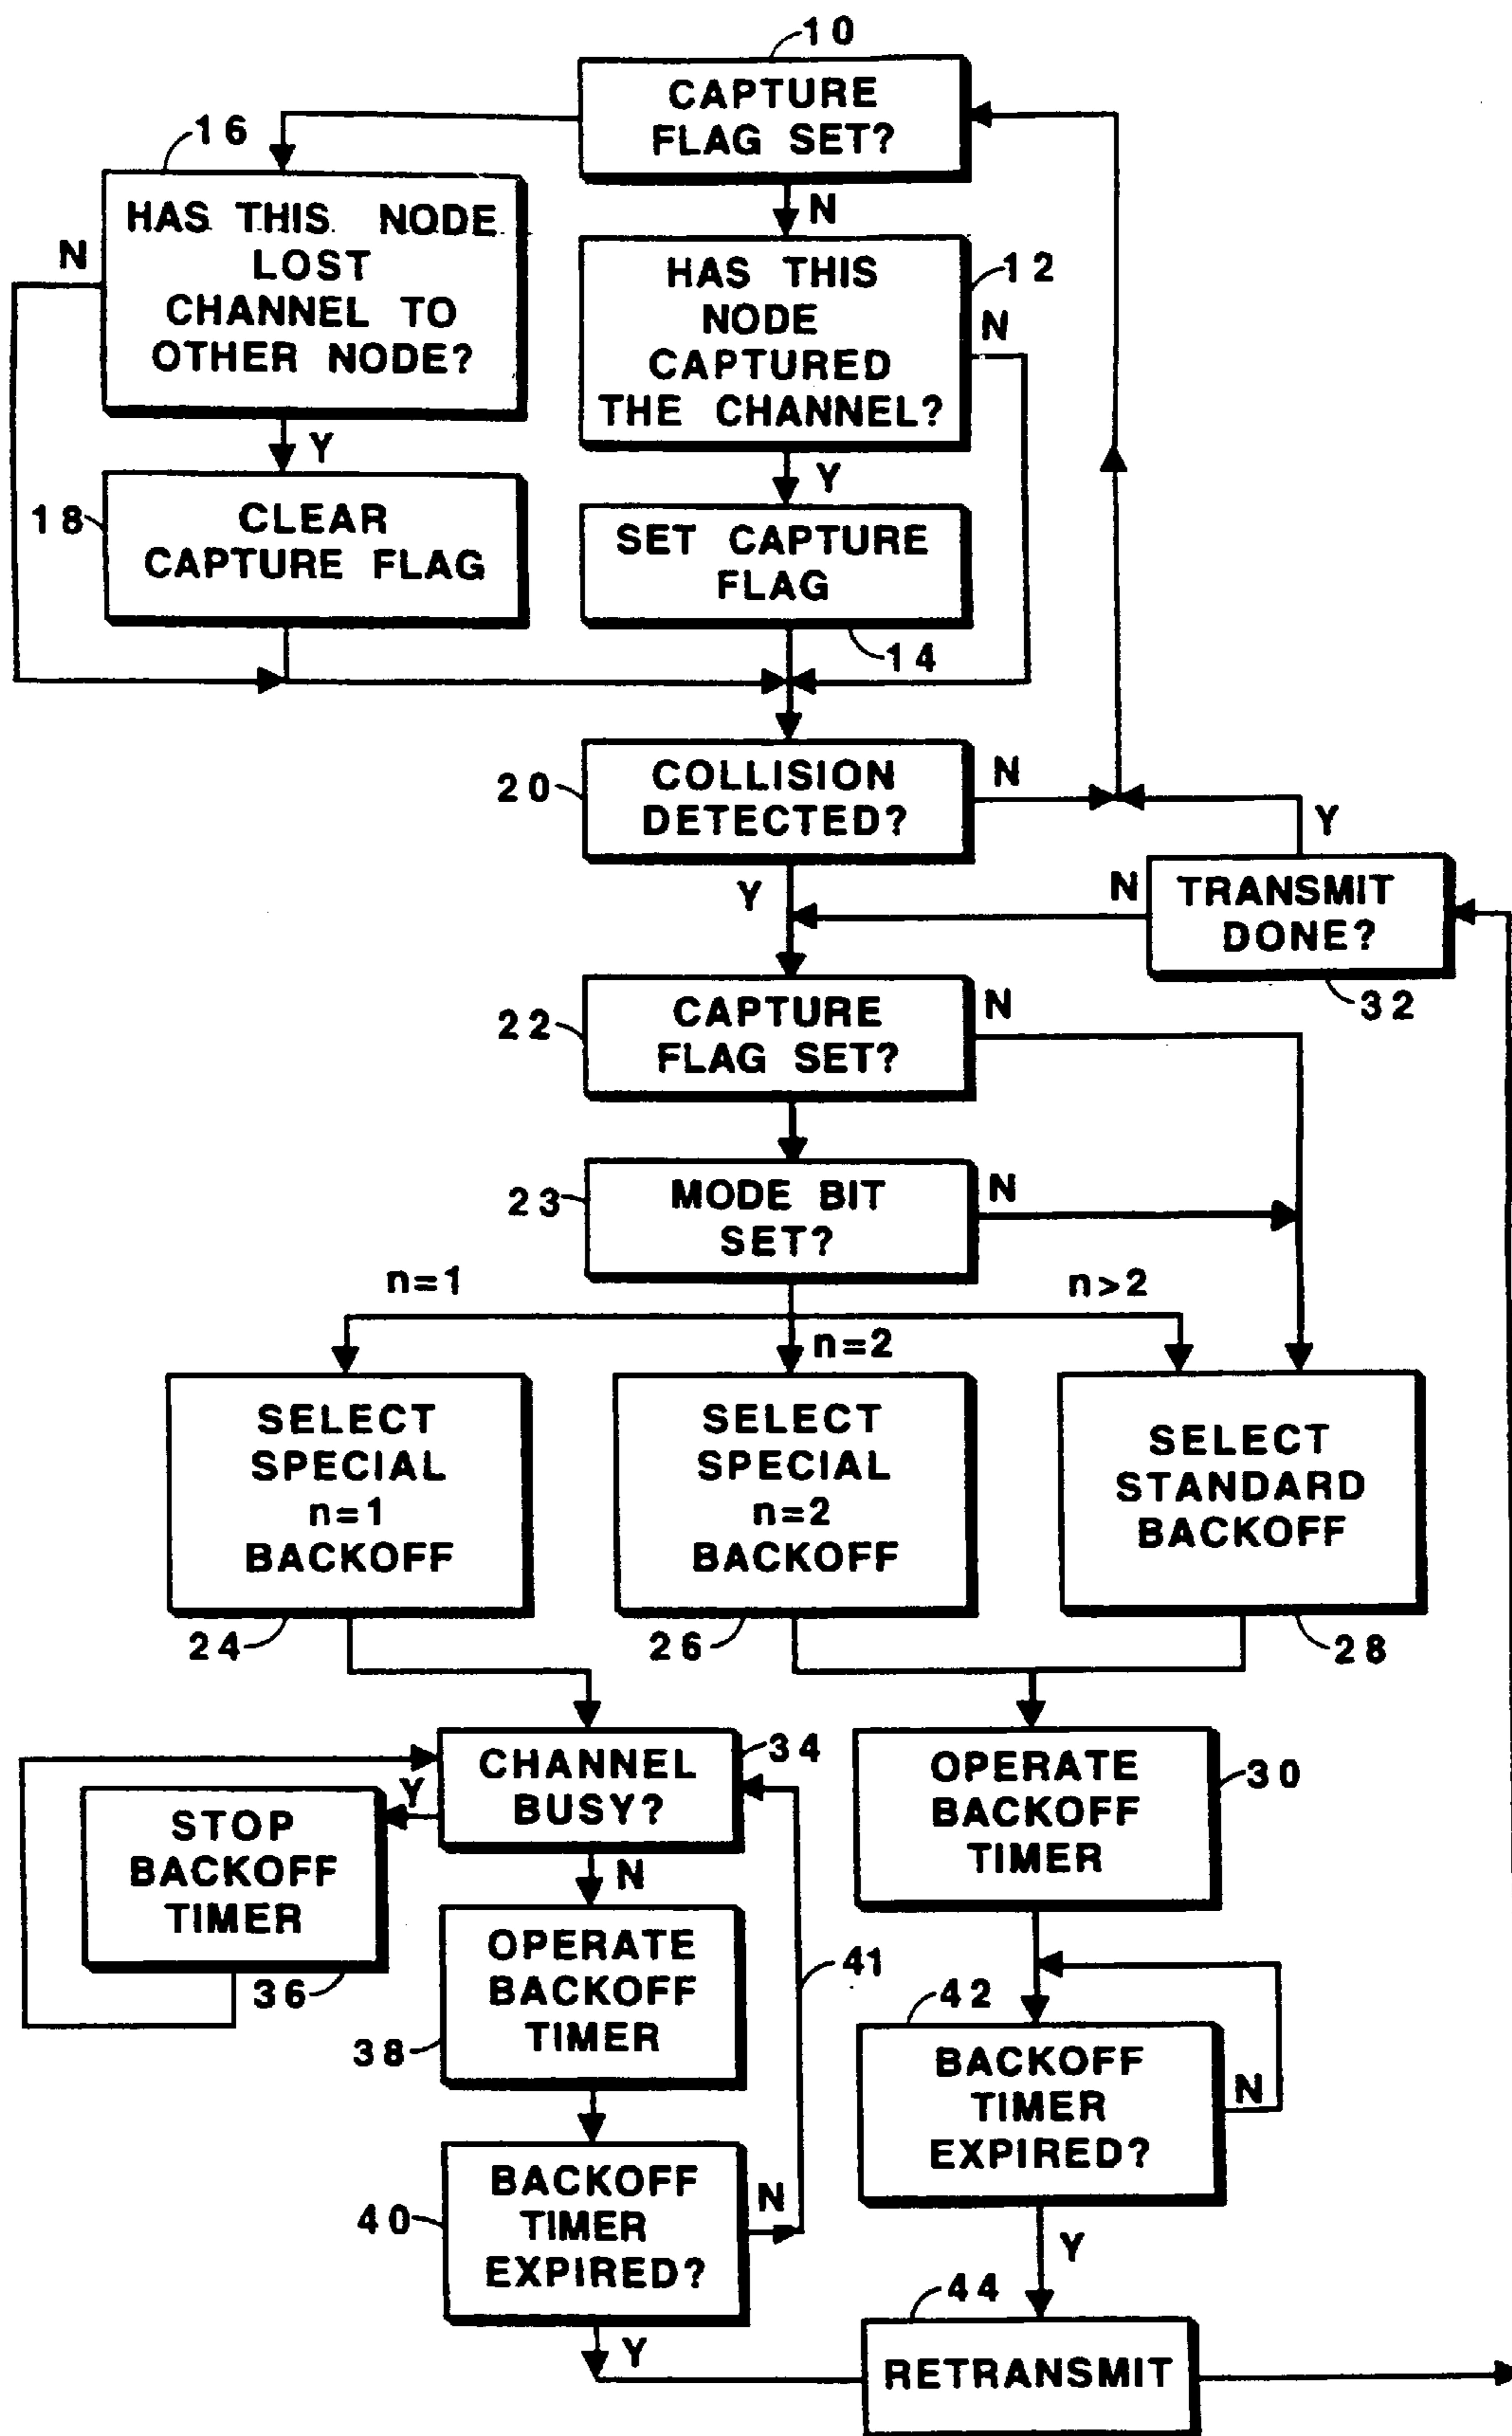 10
CAPTURE
FLAG SET?
16
N
HAS THIS NODE
LOST
CHANNEL TO
OTHER NODE?
N
HAS THIS
NODE
CAPTURED
THE CHANNEL?
12
N
Y
Y
18
CLEAR
CAPTURE FLAG
SET CAPTURE
FLAG
14
20
COLLISION
DETECTED?
N
Y
Y
N
TRANSMIT
DONE?
32
22
CAPTURE
FLAG SET?
N
23
MODE BIT
SET?
N
n=1
n=2
n>2
SELECT
SPECIAL
n=1
BACKOFF
24
SELECT
SPECIAL
n=2
BACKOFF
26
SELECT
STANDARD
BACKOFF
28
CHANNEL
BUSY?
34
Y
N
STOP
BACKOFF
TIMER
36
OPERATE
BACKOFF
TIMER
30
OPERATE
BACKOFF
TIMER
38
41
42
BACKOFF
TIMER
EXPIRED?
N
Y
BACKOFF
TIMER
EXPIRED?
40
N
Y
44
RETRANSMIT